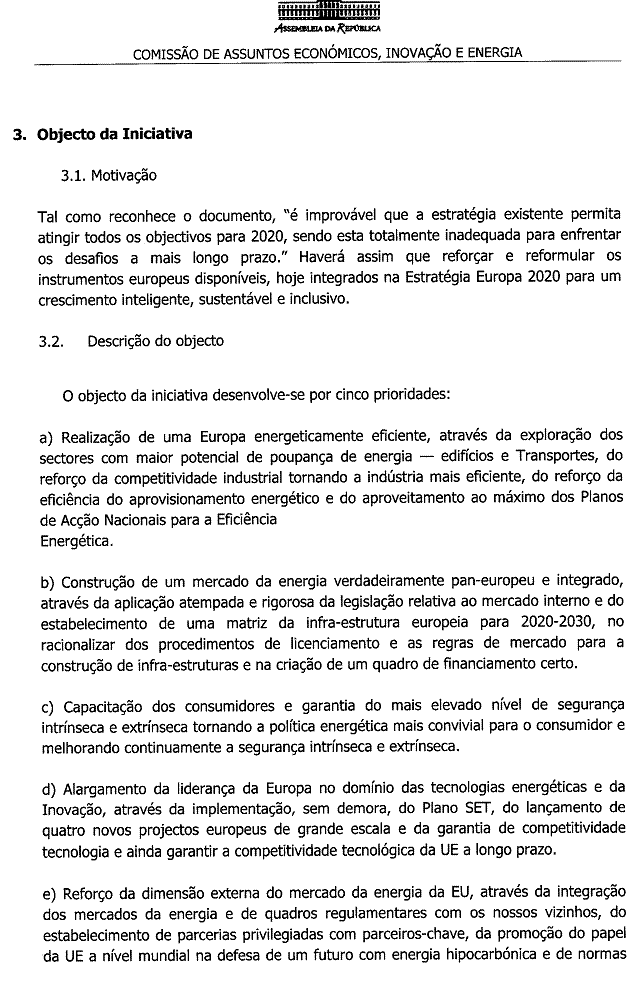 ASSEMBLEIA DA REPÚBLICA
COMISSÃO DE ASSUNTOS ECONÓMICOS, INOVAÇÃO E ENERGIA
3. Objecto da Iniciativa
3.1. Motivação
Tal como reconhece o documento, "é improvável que a estratégia existente permita
atingir todos os objectivos para 2020, sendo esta totalmente inadequada para enfrentar
os desafios a mais longo prazo." Haverá assim que reforçar e reformular os
instrumentos europeus disponíveis, hoje integrados na Estratégia Europa 2020 para um
crescimento inteligente, sustentável e inclusivo.
3.2. Descrição do objecto
O objecto da iniciativa desenvolve-se por cinco prioridades:
a) Realização de uma Europa energeticamente eficiente, através da exploração dos
sectores com maior potencial de poupança de energia — edifícios e Transportes, do
reforço da competitividade industrial tornando a indústria mais eficiente, do reforço da
eficiência do aprovisionamento energético e do aproveitamento ao máximo dos Planos
de Acção Nacionais para a Eficiência
Energética.
b) Construção de um mercado da energia verdadeiramente pan-europeu e integrado,
através da aplicação atempada e rigorosa da legislação relativa ao mercado interno e do
estabelecimento de uma matriz da infra-estrutura europeia para 2020-2030, no
racionalizar dos procedimentos de licenciamento e as regras de mercado para a
construção de infra-estruturas e na criação de um quadro de financiamento certo.
c) Capacitação dos consumidores e garantia do mais elevado nível de segurança
intrínseca e extrínseca tornando a política energética mais convivial para o consumidor e
melhorando continuamente a segurança intrínseca e extrínseca.
d) Alargamento da liderança da Europa no domínio das tecnologias energéticas e da
Inovação, através da implementação, sem demora, do Plano SET, do lançamento de
quatro novos projectos europeus de grande escala e da garantia de competitividade
tecnologia e ainda garantir a competitividade tecnológica da UE a longo prazo.
e) Reforço da dimensão externa do mercado da energia da EU, através da integração
dos mercados da energia e de quadros regulamentares com os nossos vizinhos, do
estabelecimento de parcerias privilegiadas com parceiros-chave, da promoção do papel
da UE a nível mundial na defesa de um futuro com energia hipocarbónica e de normas